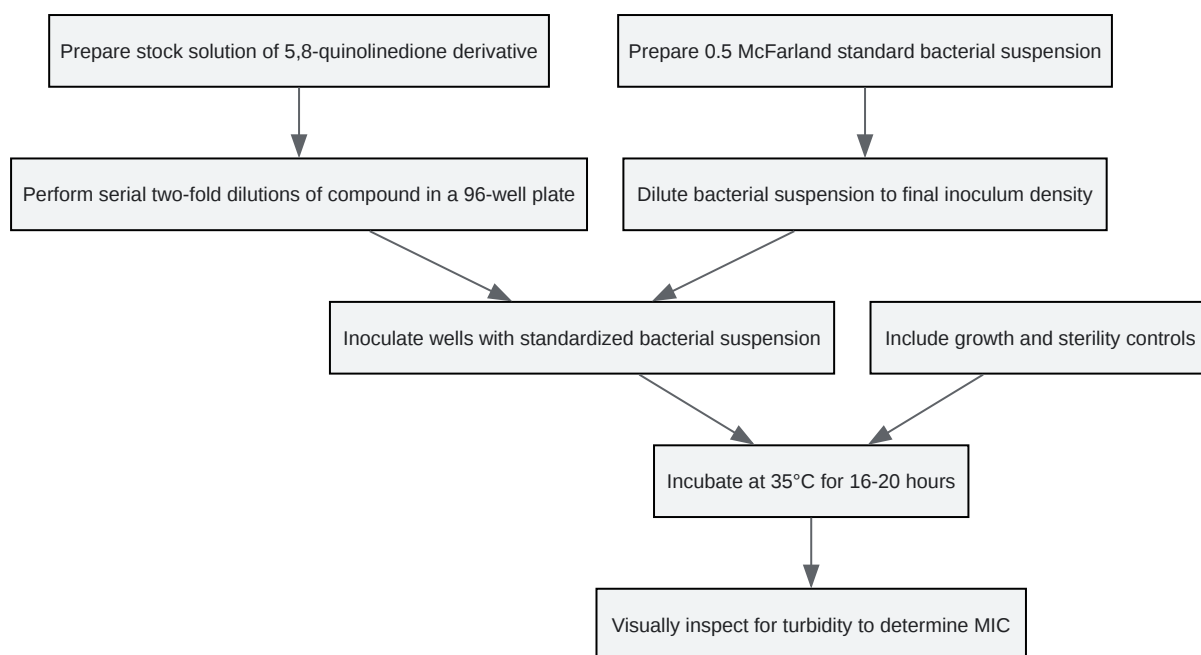 Prepare stock solution of 5,8-quinolinedione derivative
Prepare 0.5 McFarland standard bacterial suspension
Perform serial two-fold dilutions of compound in a 96-well plate
Dilute bacterial suspension to final inoculum density
Inoculate wells with standardized bacterial suspension
Include growth and sterility controls
Incubate at 35°C for 16-20 hours
Visually inspect for turbidity to determine MIC